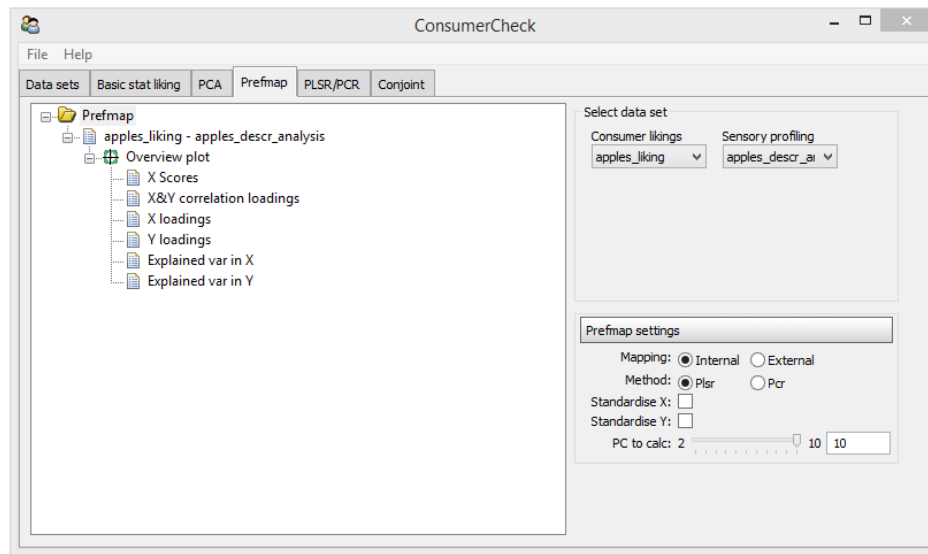 ConsumerCheck
File Help
Data sets Basic stat liking PCA Prefmap PLSR/PCR Conjoint
Prefmap
apples_liking - apples_descr_analysis
Overview plot
X Scores
X&Y correlation loadings
X loadings
Y loadings
Explained var in X
Explained var in Y
Select data set
Consumer likings Sensory profiling
apples_liking apples_descr_ar
Prefmap settings
Mapping: Internal External
Method: Plsr Pcr
Standardise X:
Standardise Y:
PC to calc: 2 10 10